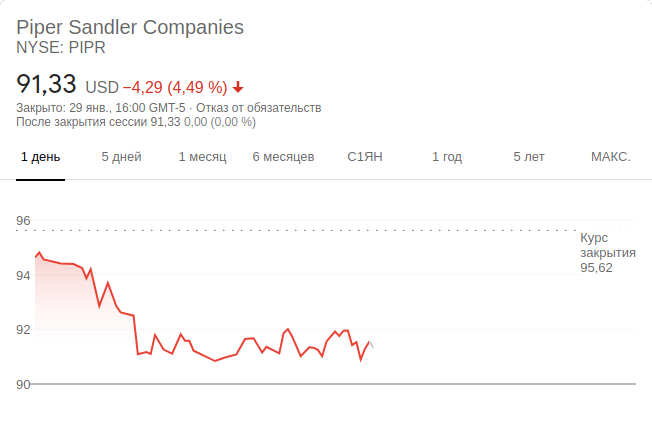 Piper Sandler Companies
NYSE: PIPR
91,33 USD −4,29 (4,49 %)
Закрыто: 29 янв., 16:00 GMT-5 · Отказ от обязательств
После закрытия сессии 91,33 0,00 (0,00 %)
1 день 5 дней 1 месяц 6 месяцев С1ЯН 1 год 5 лет МАКС.
96
Курс
закрытия
95,62
94
92
90